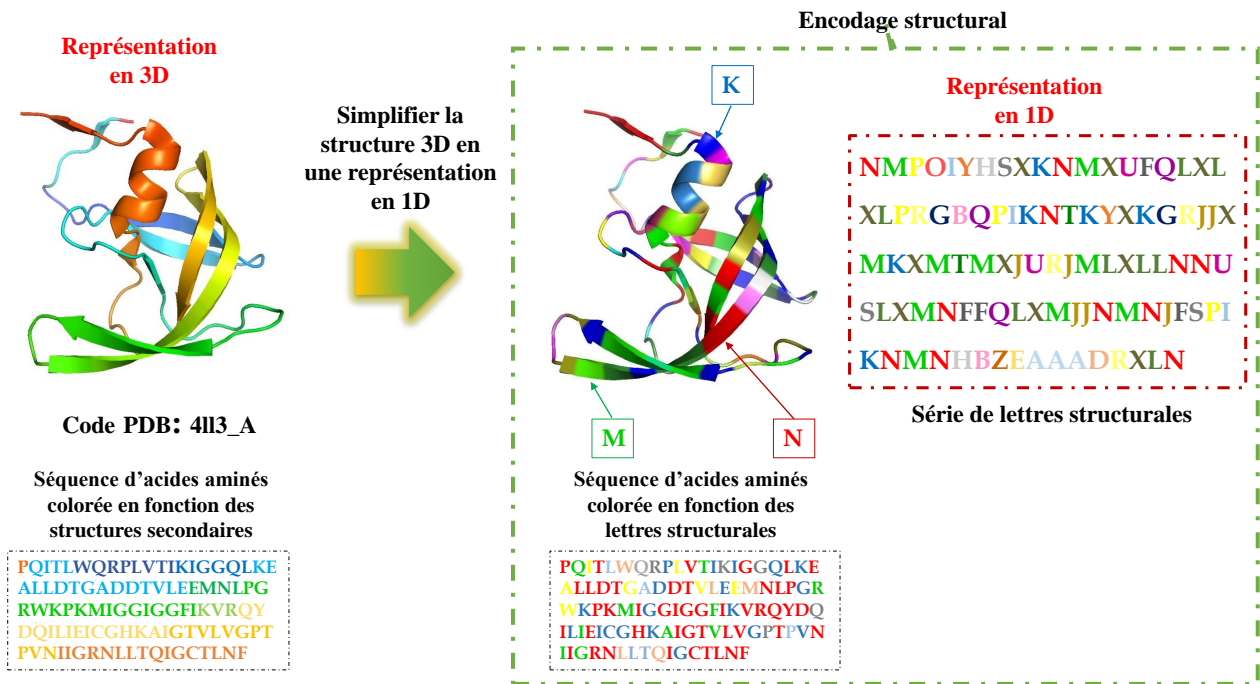 Encodage structural
Représentation
en 3D
Simplifier la
structure 3D en
une représentation
en 1D
K
Représentation
en 1D
NMPOIYHSXKNMXUFQLXL
XLPRGBQPIKNTKYXKGRJJX
MKXMTMXJURJMLXLLNNU
SLXMNFFQLXMJJNMNJFSPI
KNMNHBZEAAADRXLN
Série de lettres structurales
M
N
Code PDB: 4ll3_A
Séquence d'acides aminés
colorée en fonction des
structures secondaires
PQITLWQRPLVTIKIGGQLKE
ALLDTGADDTVLEEMNLPG
RWKPKMIGGIGGFIKVRQY
DQILIEICGHKAIGTVLVGPT
PVNIIGRNLLTQIGCTLNF
Séquence d'acides aminés
colorée en fonction des
lettres structurales
PQITLWQRPLVTIKIGGQLKE
ALLDTGADDTVLEEMNLPGR
WKPKMIGGIGGFIKVRQYDQ
ILIEICGHKAIGTVLVGPTPVN
IIGRNLLTQIGCTLNF